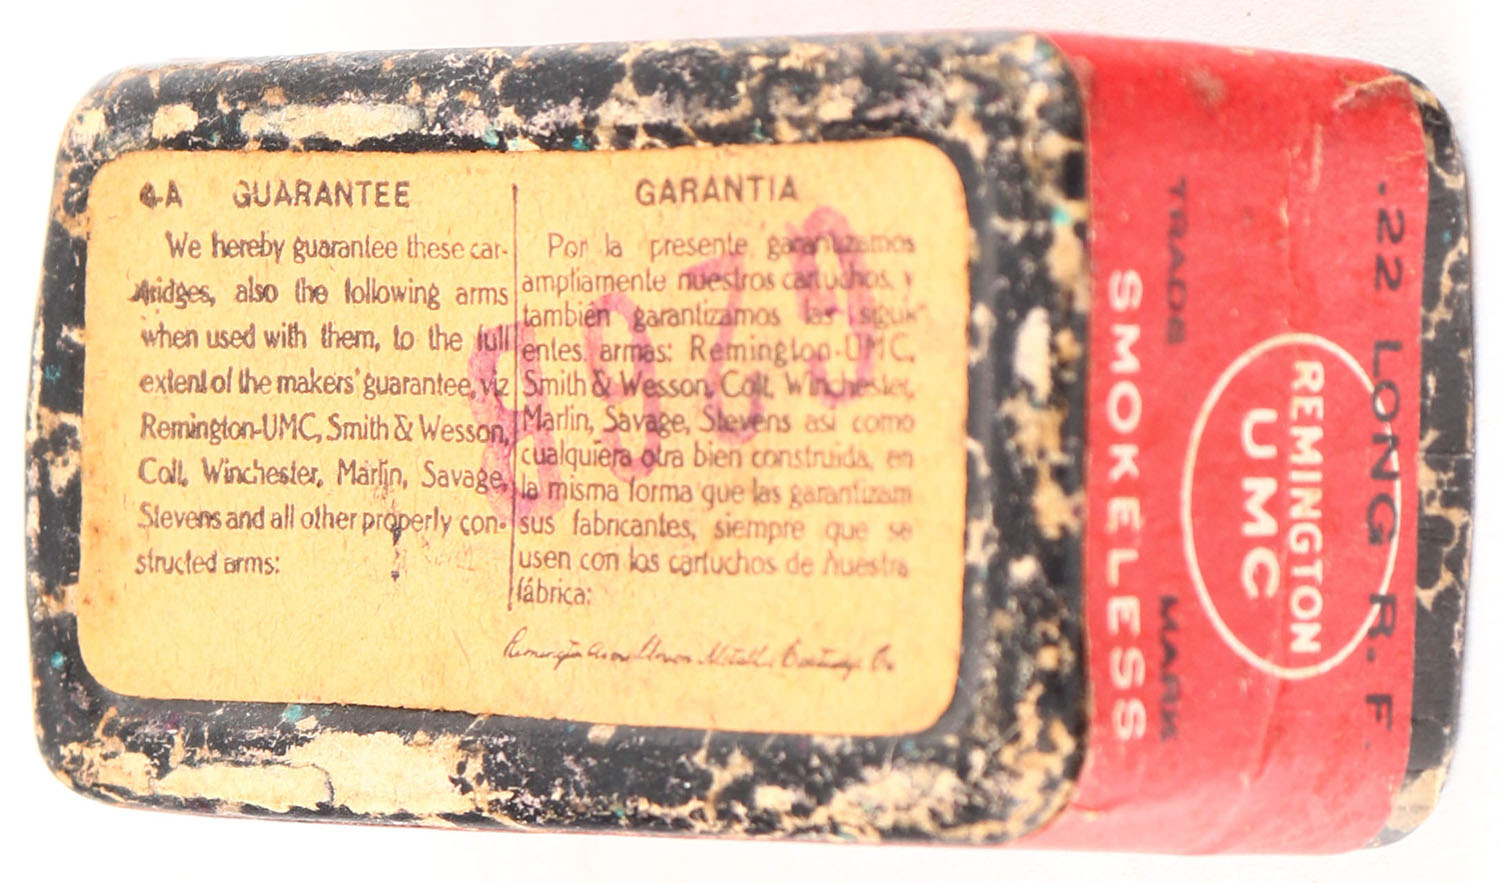 4-A GUARANTEE
We hereby guarantee these car-
tridges, also the following arms
when used with them, to the full
extent of the makers' guarantee, viz
Remington-UMC, Smith & Wesson,
Colt, Winchester, Marlin, Savage,
Stevens and all other properly con-
structed arms:
GARANTIA
Por la presente garantizamos
ampliamente nuestros cartuchos, y
también garantizamos las sigui-
entes armas: Remington-UMC,
Smith & Wesson, Colt, Winchester,
Marlin, Savage, Stevens asi como
cualquiera otra bien construida, en
la misma forma que las garantizam
sus fabricantes, siempre que se
usen con los cartuchos de nuestra
fábrica:
.22 LONG R. F.
REMINGTON
UMC
TRADE MARK
SMOKELESS